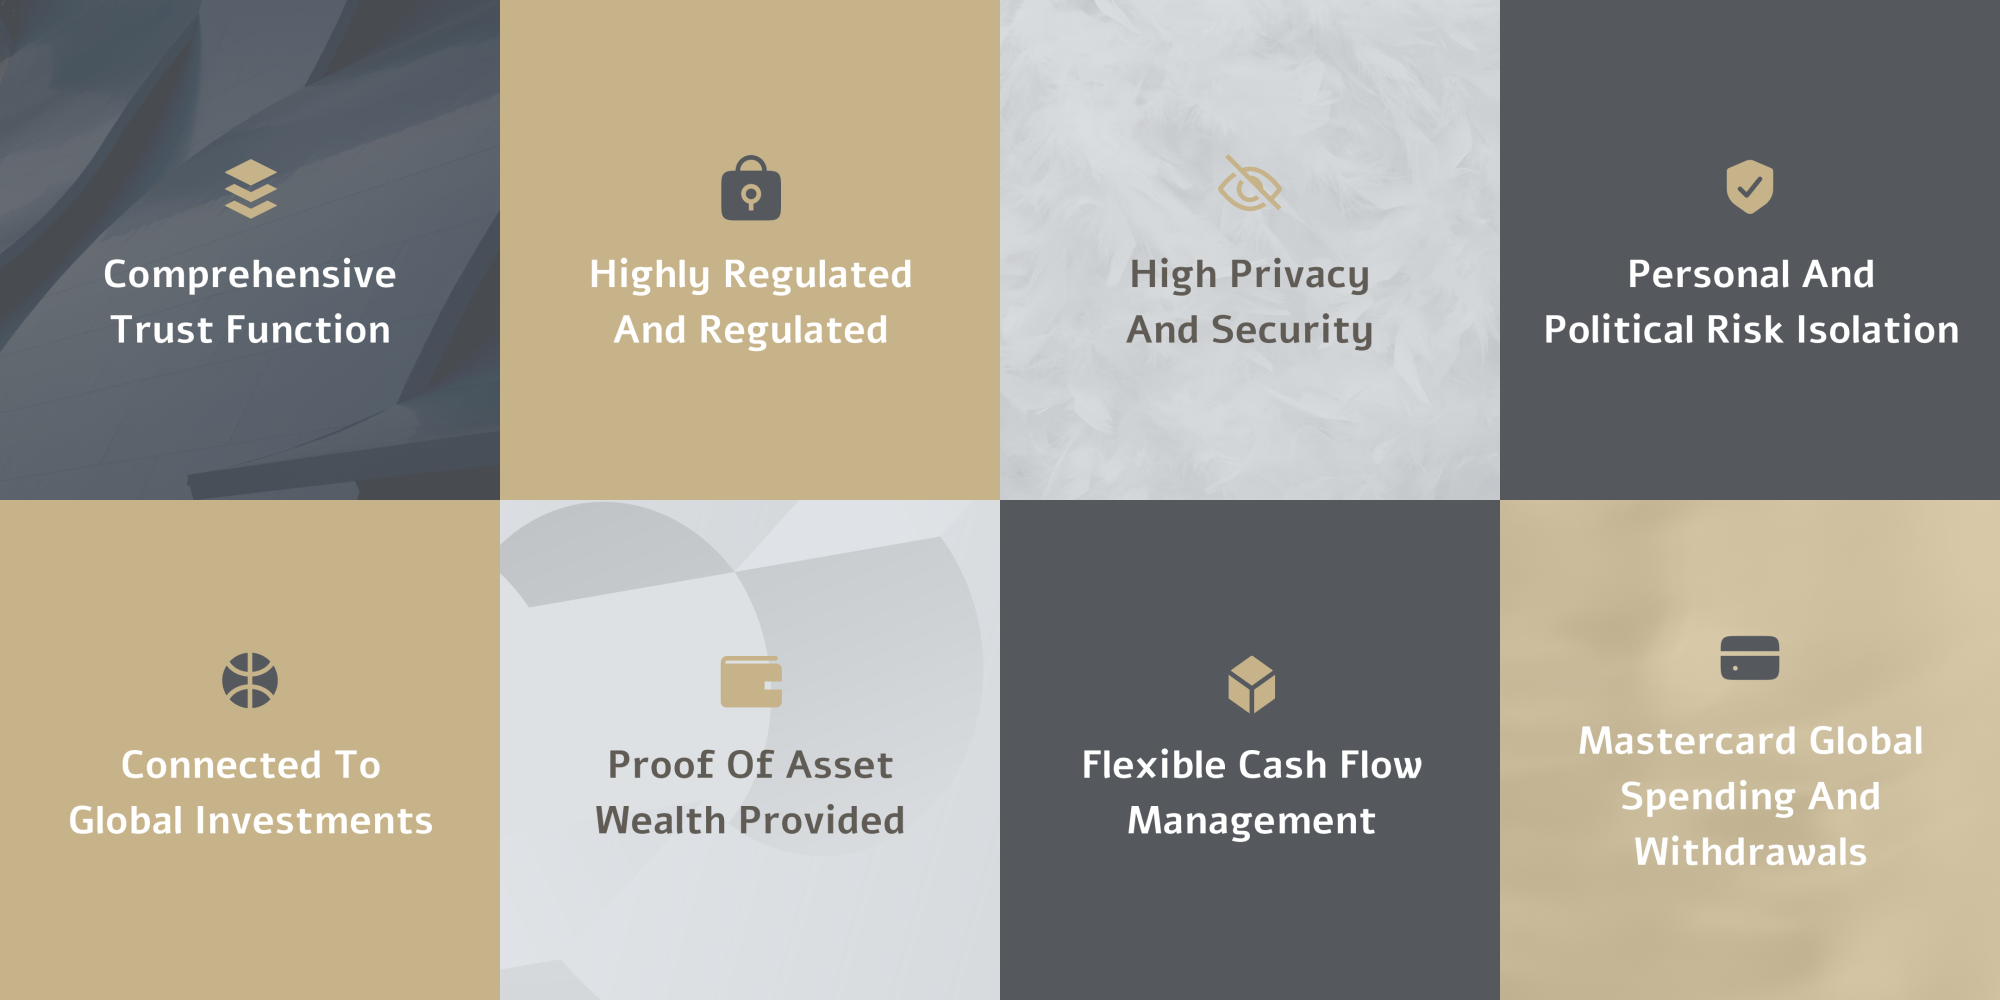 Comprehensive
Trust Function
Highly Regulated
And Regulated
High Privacy
And Security
Personal And
Political Risk Isolation
Connected To
Global Investments
Proof Of Asset
Wealth Provided
Flexible Cash Flow
Management
Mastercard Global
Spending And
Withdrawals